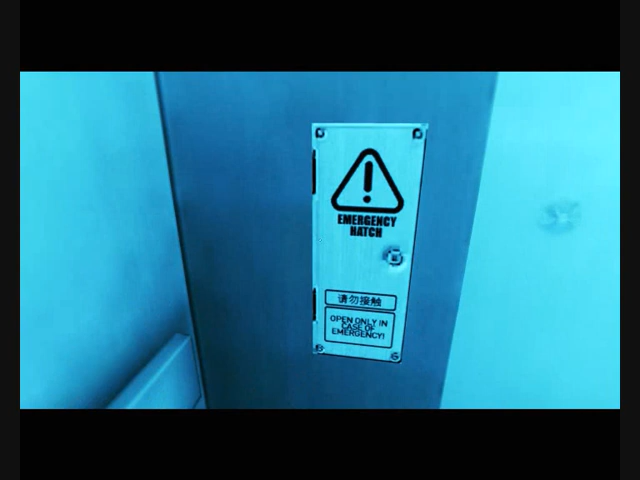 EMERGENCY
HATCH
请勿接触
OPEN ONLY IN
CASE OF
EMERGENCY!